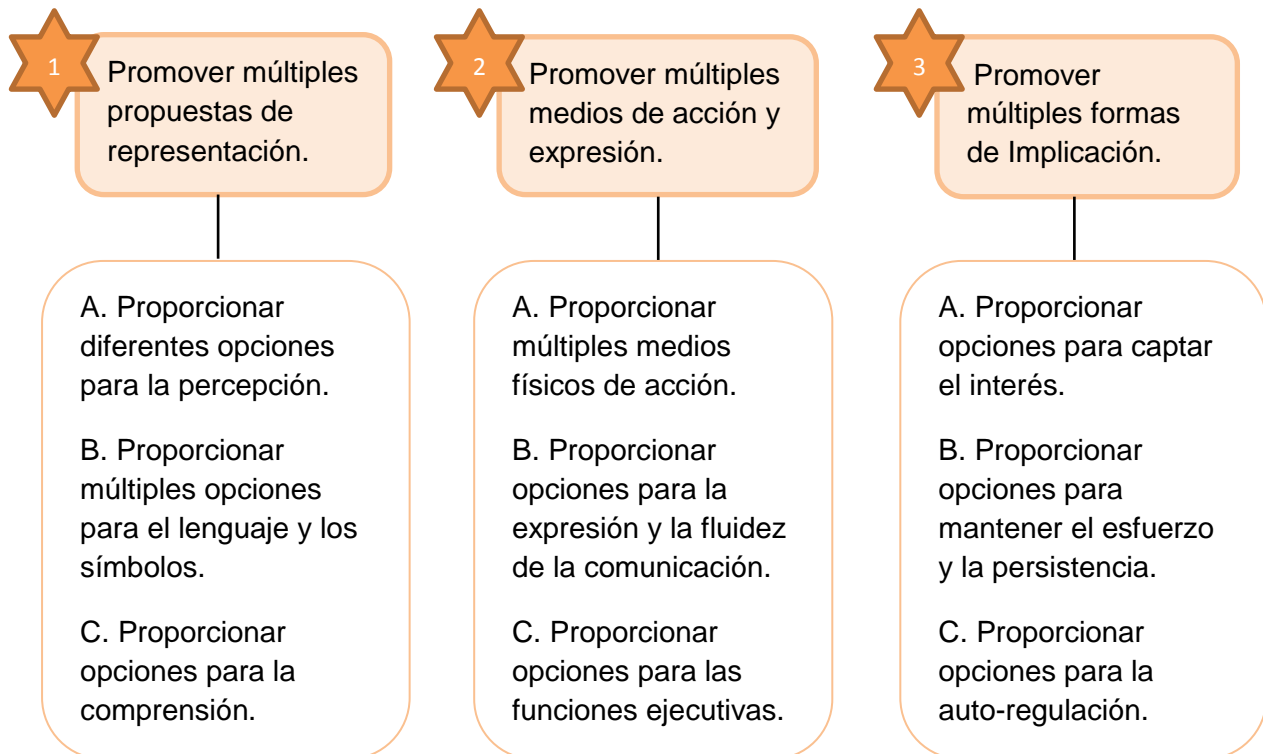 1
Promover múltiples
propuestas de
representación.
A. Proporcionar
diferentes opciones
para la percepción.
B. Proporcionar
múltiples opciones
para el lenguaje y los
símbolos.
C. Proporcionar
opciones para la
comprensión.
2
Promover múltiples
medios de acción y
expresión.
A. Proporcionar
múltiples medios
físicos de acción.
B. Proporcionar
opciones para la
expresión y la fluidez
de la comunicación.
C. Proporcionar
opciones para las
funciones ejecutivas.
3
Promover
múltiples formas
de Implicación.
A. Proporcionar
opciones para captar
el interés.
B. Proporcionar
opciones para
mantener el esfuerzo
y la persistencia.
C. Proporcionar
opciones para la
auto-regulación.